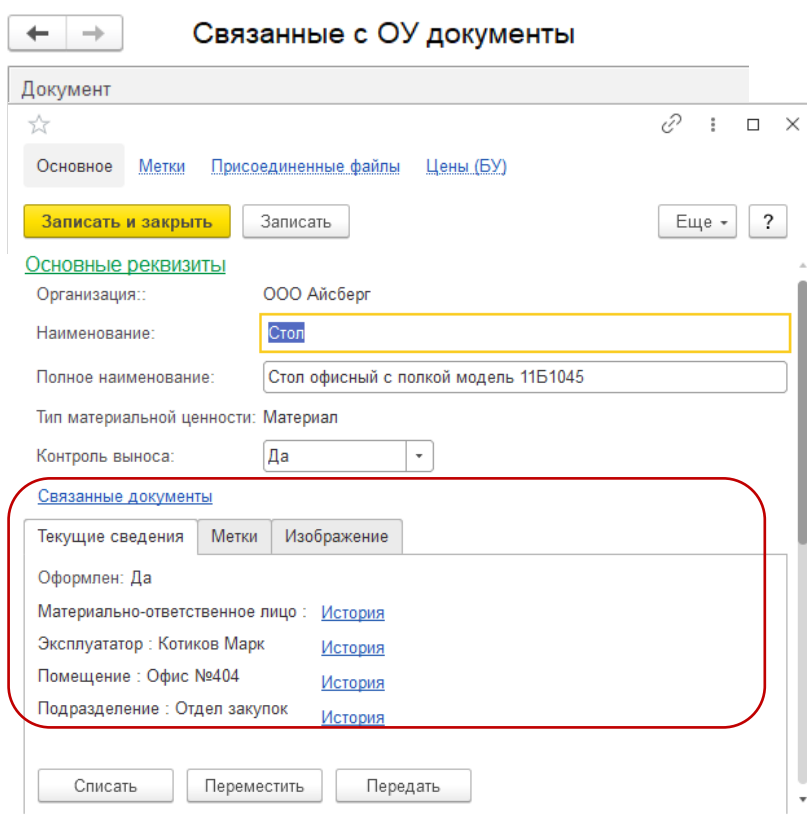 Связанные с ОУ документы
Документ
Основное Метки Присоединенные файлы Цены (БУ)
Записать и закрыть Записать Еще ?
Основные реквизиты
Организация:: ООО Айсберг
Наименование: Стол
Полное наименование: Стол офисный с полкой модель 11Б1045
Тип материальной ценности: Материал
Контроль выноса: Да
Связанные документы
Текущие сведения Метки Изображение
Оформлен: Да
Материально-ответственное лицо : История
Эксплуататор : Котиков Марк История
Помещение : Офис №404 История
Подразделение : Отдел закупок История
Списать Переместить Передать